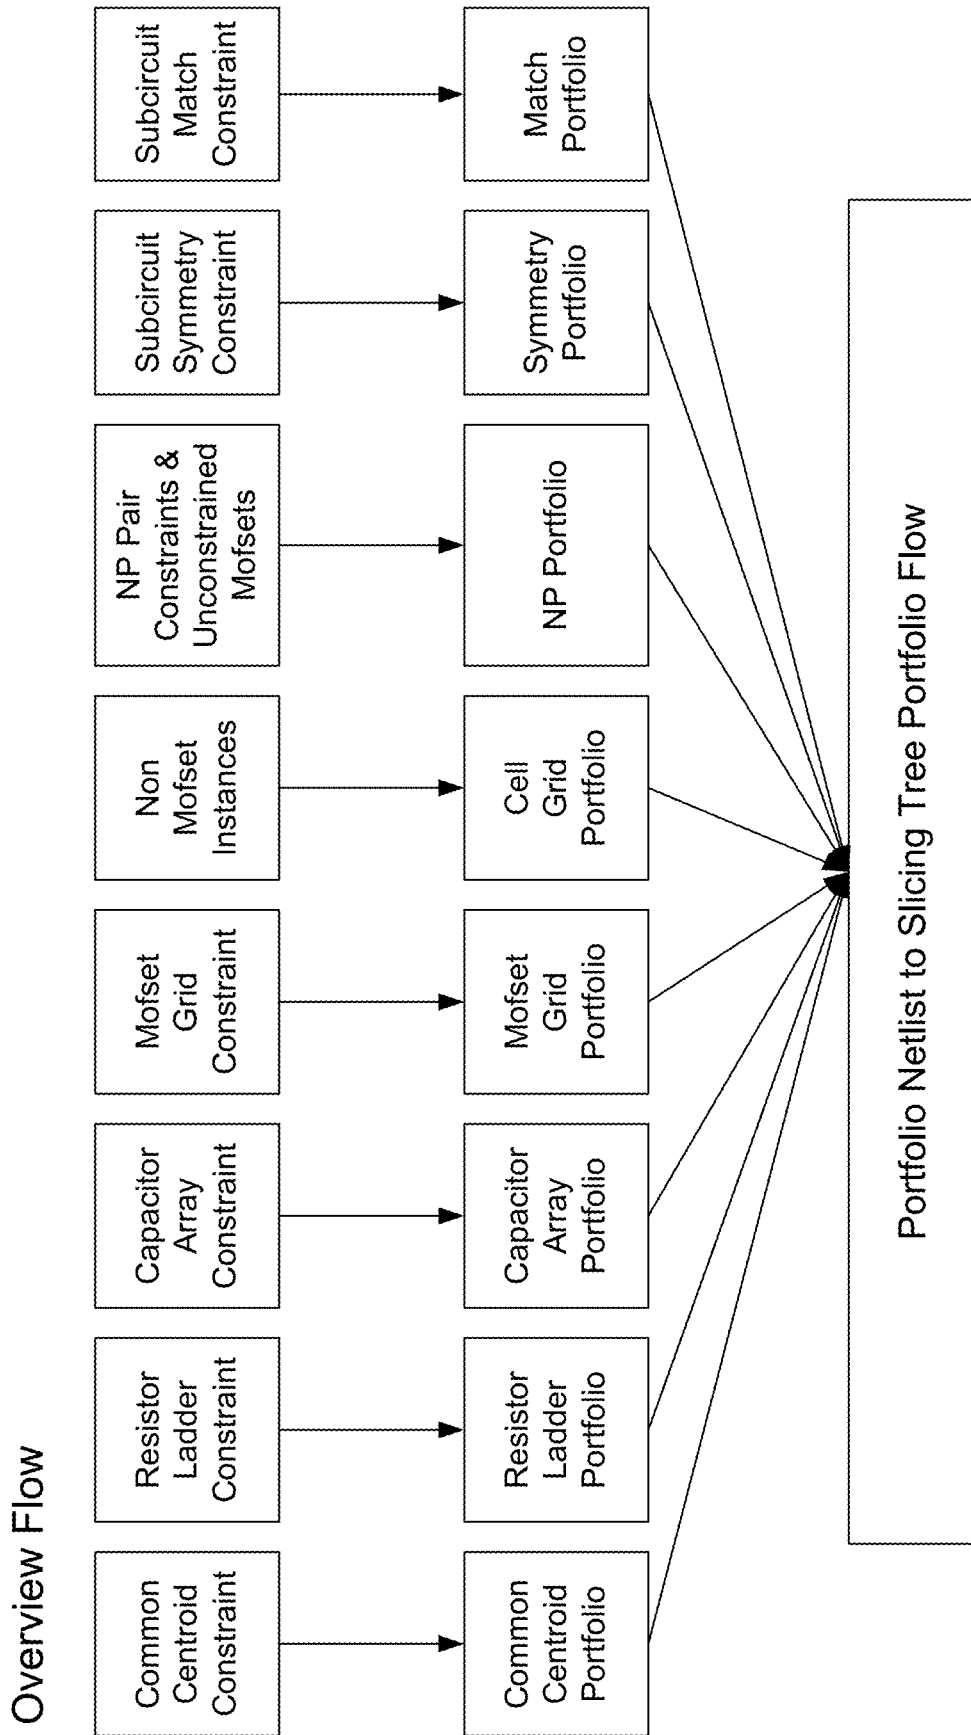 Overview Flow
Common
Centroid
Constraint
Resistor
Ladder
Constraint
Capacitor
Array
Constraint
Mofset
Grid
Constraint
Non
Mofset
Instances
NP Pair
Constraints &
Unconstrained
Mofsets
Subcircuit
Symmetry
Constraint
Subcircuit
Match
Constraint
Common
Centroid
Portfolio
Resistor
Ladder
Portfolio
Capacitor
Array
Portfolio
Mofset
Grid
Portfolio
Cell
Grid
Portfolio
NP Portfolio
Symmetry
Portfolio
Match
Portfolio
Portfolio Netlist to Slicing Tree Portfolio Flow